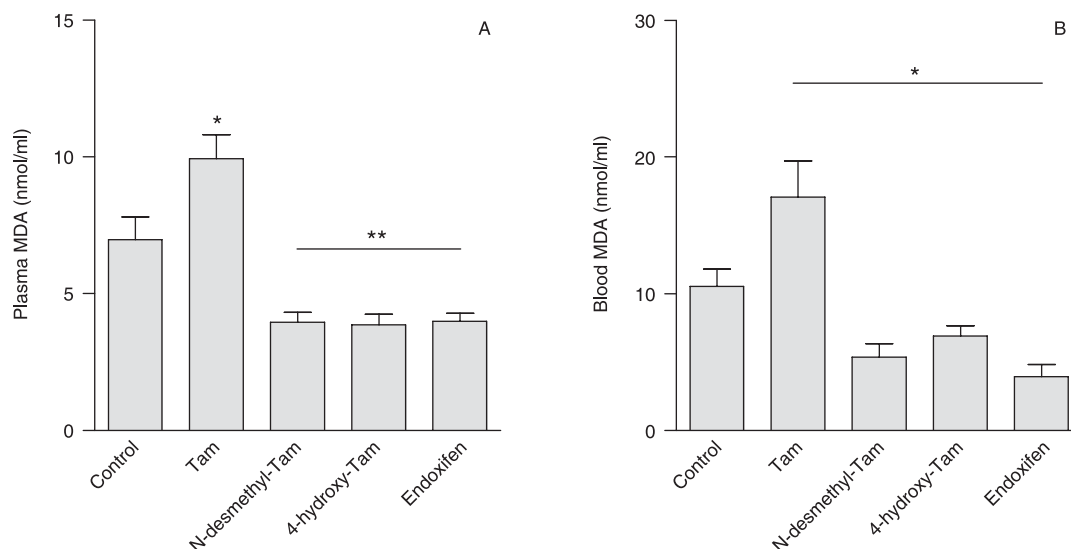 A
Plasma MDA (nmol/ml)
15
10
5
0
*
**
Control
Tam
N-desmethyl-Tam
4-hydroxy-Tam
Endoxifen
B
Blood MDA (nmol/ml)
30
20
10
0
*
Control
Tam
N-desmethyl-Tam
4-hydroxy-Tam
Endoxifen